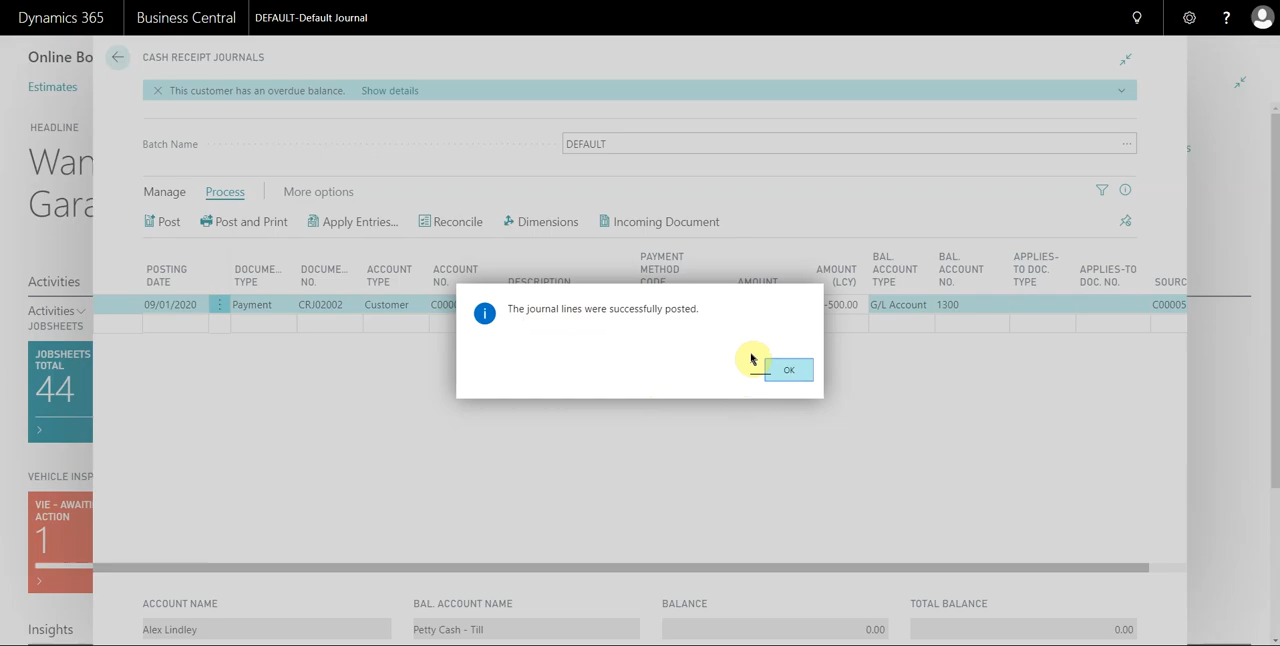 Dynamics 365 Business Central DEFAULT-Default Journal ?
Online Bo CASH RECEIPT JOURNALS
Estimates This customer has an overdue balance. Show details
HEADLINE
Batch Name DEFAULT ...
Wan
Gara
s
Manage Process More options
Post Post and Print Apply Entries... Reconcile Dimensions Incoming Document
POSTING DATE DOCUME... TYPE DOCUME... NO. ACCOUNT TYPE ACCOUNT NO. DESCRIPTION PAYMENT METHOD CODE AMOUNT AMOUNT (LCY) BAL. ACCOUNT TYPE BAL. ACCOUNT NO. APPLIES-TO DOC. TYPE APPLIES-TO DOC. NO. SOURC
Activities
09/01/2020 Payment CRJ02002 Customer C0000 -500.00 G/L Account 1300 C00005
The journal lines were successfully posted.
OK
Activities
JOBSHEETS
JOBSHEETS
TOTAL
44
VEHICLE INSP
VIE - AWAITI
ACTION
1
Insights
ACCOUNT NAME BAL. ACCOUNT NAME BALANCE TOTAL BALANCE
Alex Lindley Petty Cash - Till 0.00 0.00